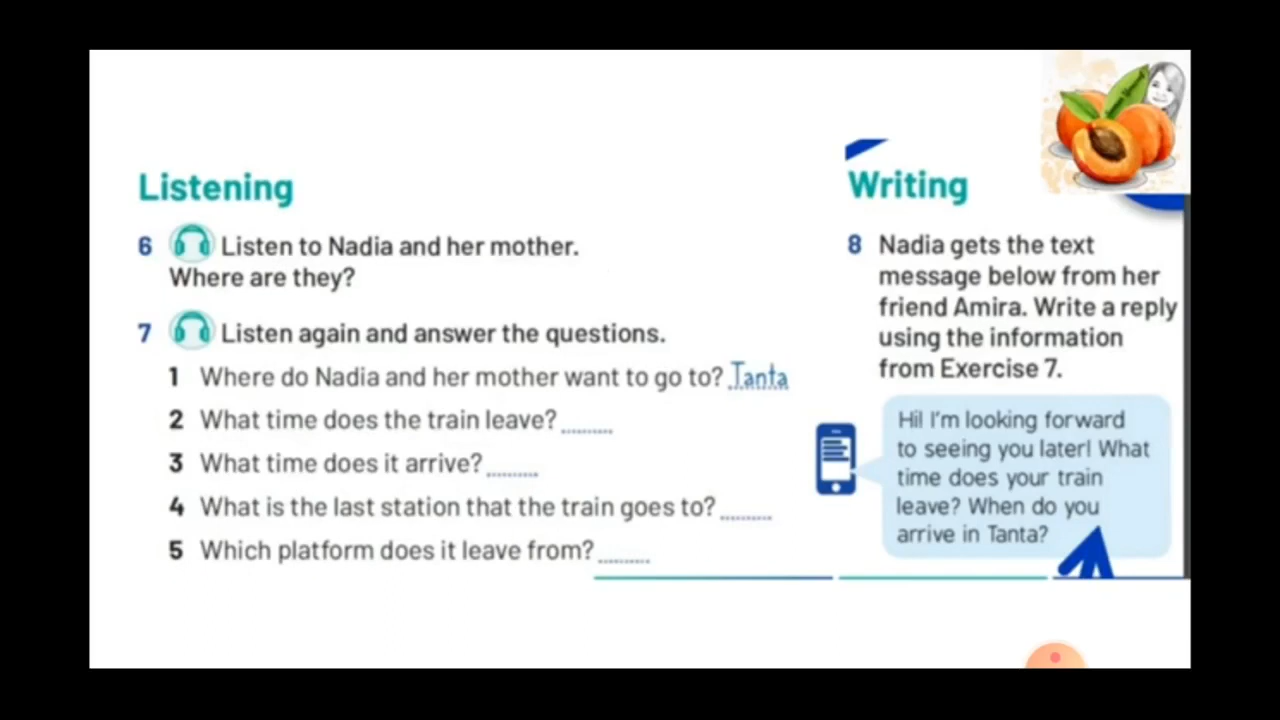 Listening
6 Listen to Nadia and her mother.
Where are they?
7 Listen again and answer the questions.
1 Where do Nadia and her mother want to go to? Tanta
2 What time does the train leave? ........
3 What time does it arrive? ........
4 What is the last station that the train goes to? ........
5 Which platform does it leave from? ........
Writing
8 Nadia gets the text
message below from her
friend Amira. Write a reply
using the information
from Exercise 7.
Hi! I'm looking forward
to seeing you later! What
time does your train
leave? When do you
arrive in Tanta?